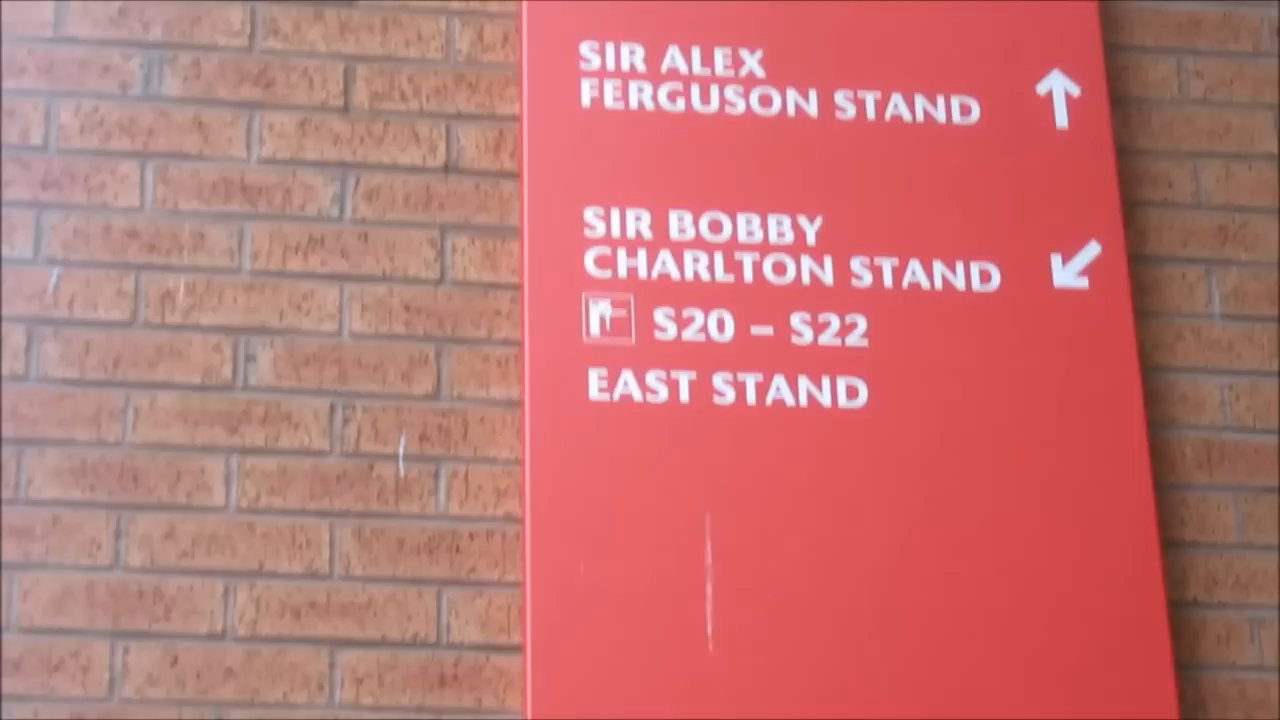 SIR ALEX
FERGUSON STAND
SIR BOBBY
CHARLTON STAND
S20 – S22
EAST STAND